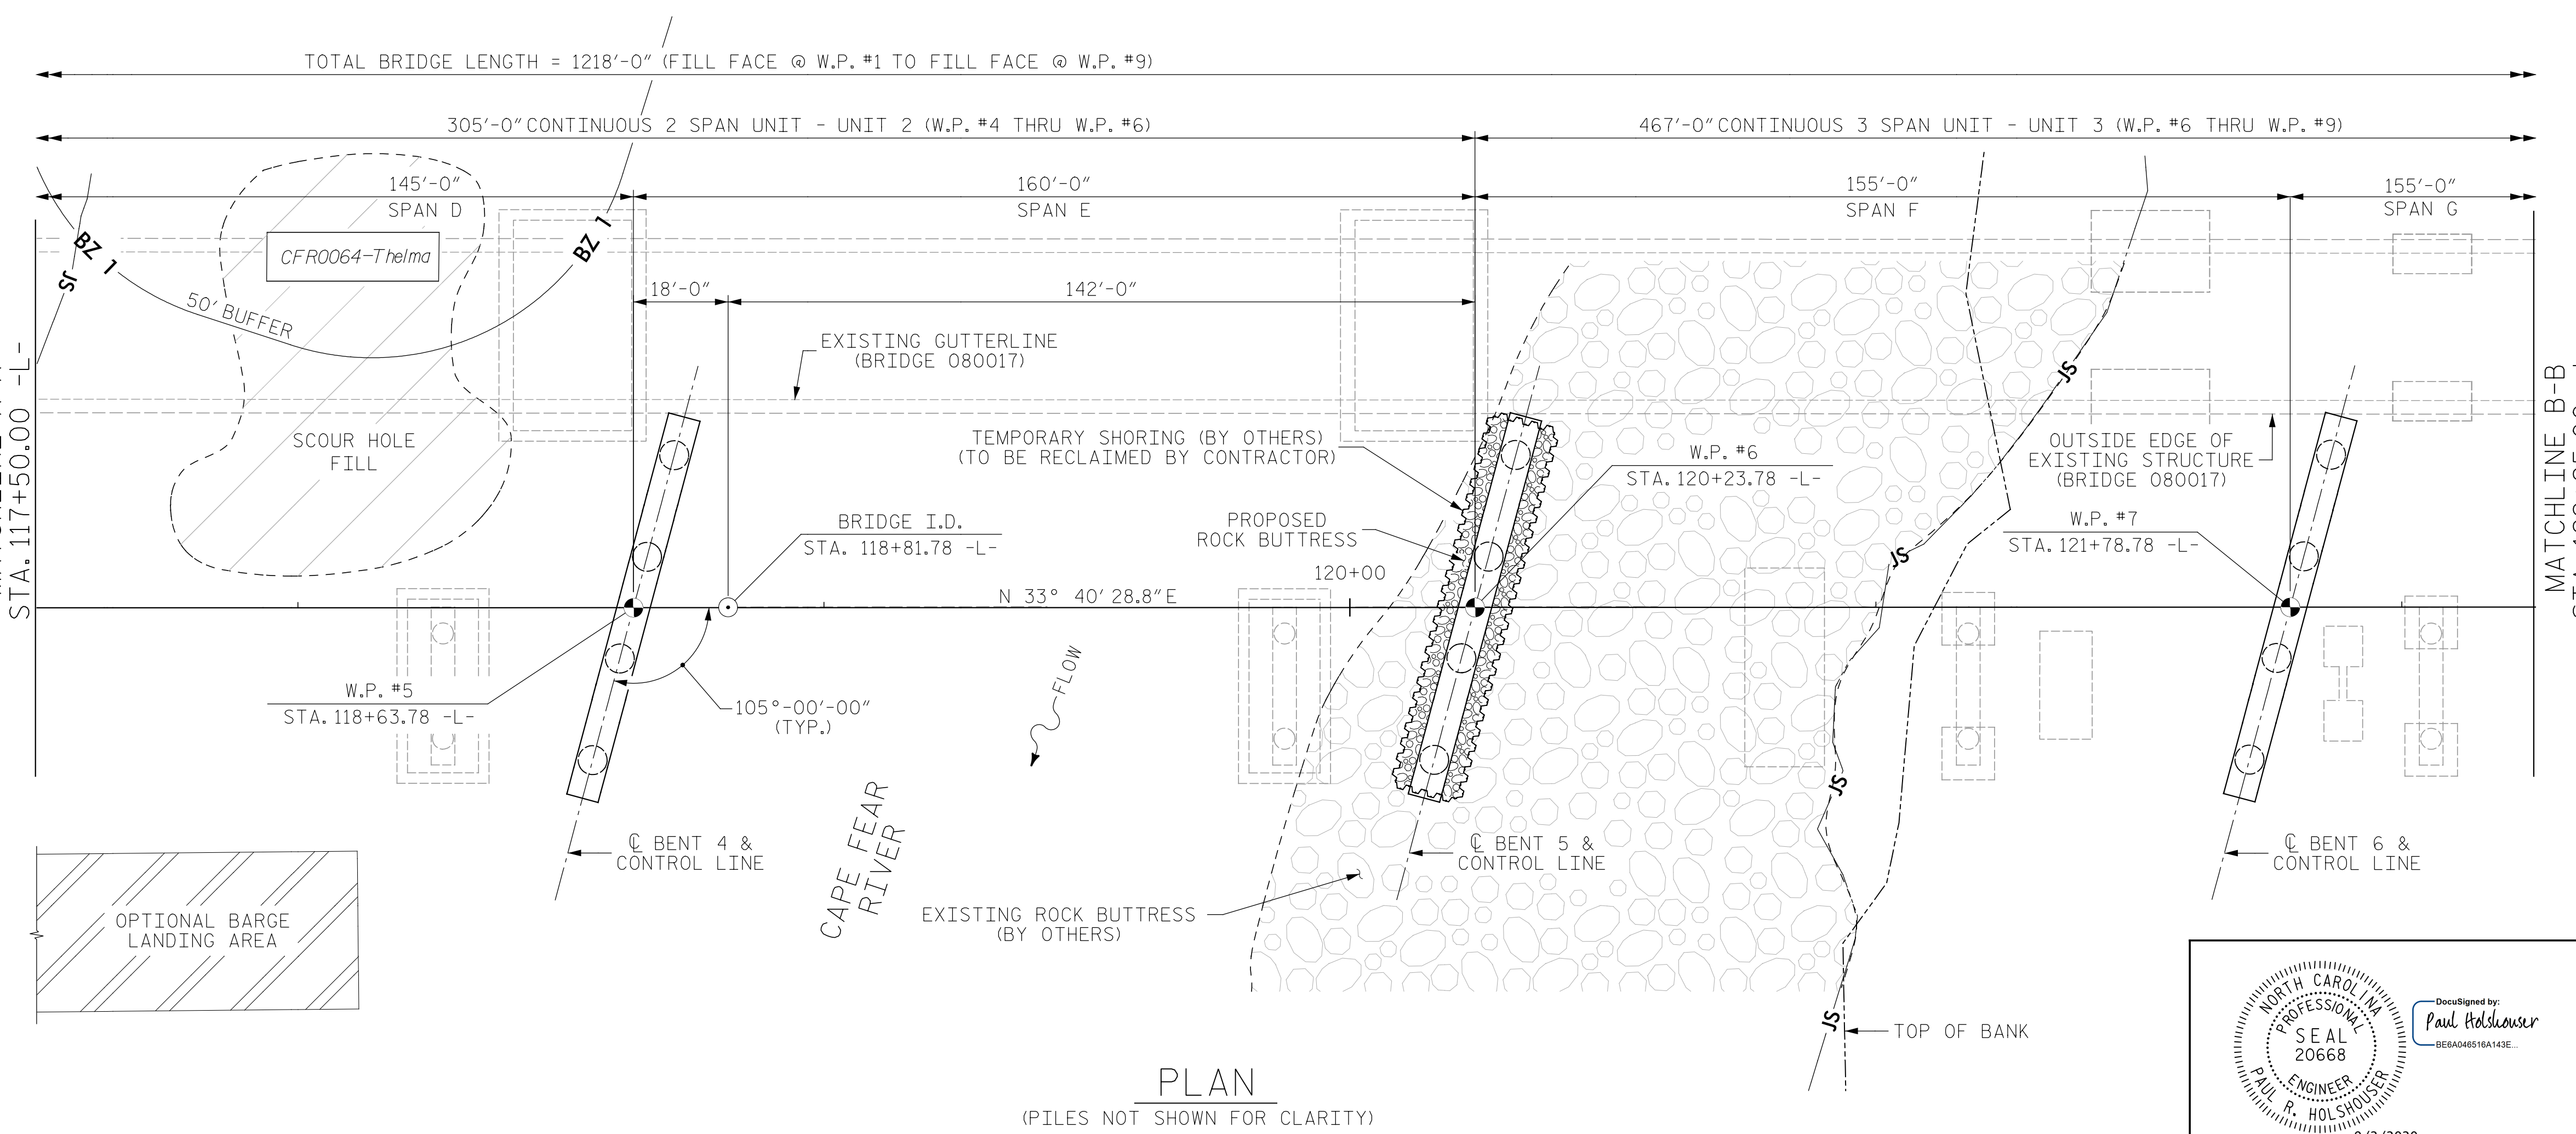 TOTAL BRIDGE LENGTH = 1218'-0" (FILL FACE @ W.P. #1 TO FILL FACE @ W.P. #9)
305'-0" CONTINUOUS 2 SPAN UNIT - UNIT 2 (W.P. #4 THRU W.P. #6)
467'-0" CONTINUOUS 3 SPAN UNIT - UNIT 3 (W.P. #6 THRU W.P. #9)
145'-0"
SPAN D
160'-0"
SPAN E
155'-0"
SPAN F
155'-0"
SPAN G
BZ 1
BZ 1
JS
CFR0064-Thelma
50' BUFFER
18'-0"
142'-0"
EXISTING GUTTERLINE
(BRIDGE 080017)
SCOUR HOLE
FILL
STA. 117+50.00 -L-
TEMPORARY SHORING (BY OTHERS)
(TO BE RECLAIMED BY CONTRACTOR)
W.P. #6
STA. 120+23.78 -L-
JS
OUTSIDE EDGE OF
EXISTING STRUCTURE
(BRIDGE 080017)
MATCHLINE B-B
BRIDGE I.D.
STA. 118+81.78 -L-
PROPOSED
ROCK BUTTRESS
W.P. #7
STA. 121+78.78 -L-
JS
120+00
N 33° 40' 28.8" E
W.P. #5
STA. 118+63.78 -L-
105°-00'-00"
(TYP.)
FLOW
JS
CAPE FEAR
RIVER
℄ BENT 4 &
CONTROL LINE
℄ BENT 5 &
CONTROL LINE
℄ BENT 6 &
CONTROL LINE
OPTIONAL BARGE
LANDING AREA
EXISTING ROCK BUTTRESS
(BY OTHERS)
JS
TOP OF BANK
PLAN
(PILES NOT SHOWN FOR CLARITY)
NORTH CAROLINA
PROFESSIONAL
SEAL
20668
ENGINEER
PAUL R. HOLSHOUSER
DocuSigned by:
Paul Holshouser
BE6A046516A143E...